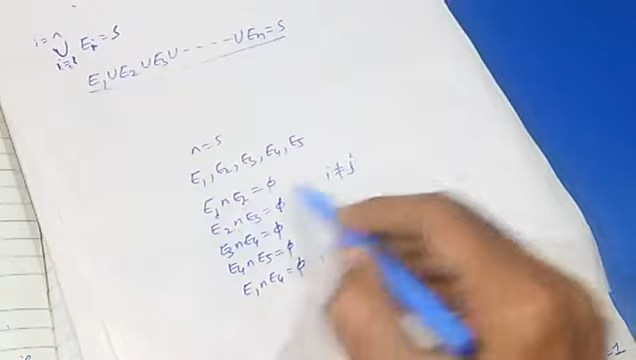 i=n
∪ Ei = S
i=1
E1∪E2∪E3∪-----∪En=S
n=5
E1, E2, E3, E4, E5
i≠j
E1∩E2=φ
E2∩E3=φ
E3∩E4=φ
E4∩E5=φ
E1∩E4=φ